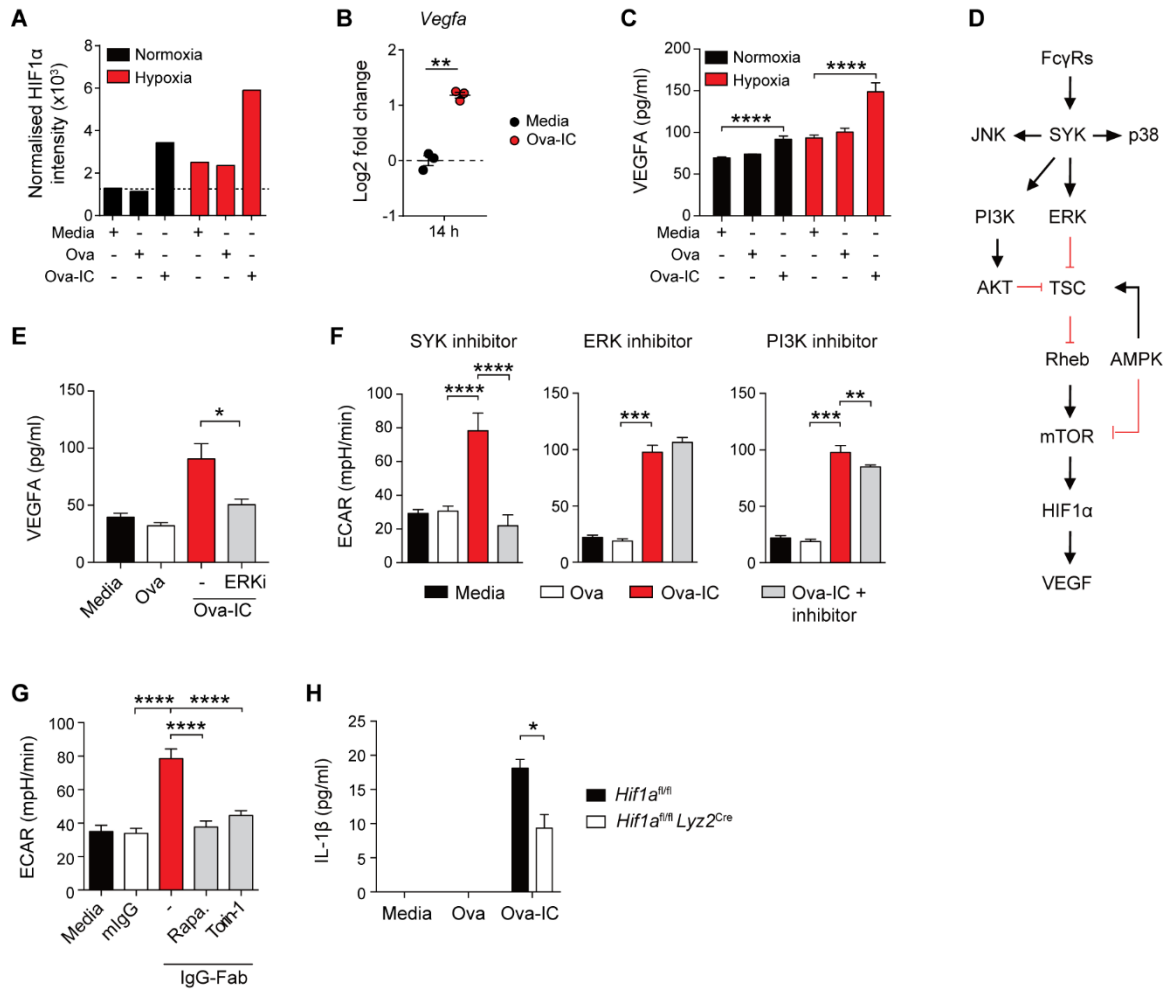 A
Normalised HIF1α
intensity (x10³)
8
6
4
2
0
Normoxia
Hypoxia
Media + - - + - -
Ova - + - - + -
Ova-IC - - + - - +
B
Vegfa
Log2 fold change
2
1
0
-1
**
14 h
Media
Ova-IC
C
VEGFA (pg/ml)
200
150
100
50
0
Normoxia
Hypoxia
****
****
Media + - - + - -
Ova - + - - + -
Ova-IC - - + - - +
D
FcγRs
JNK SYK p38
PI3K ERK
AKT TSC
Rheb AMPK
mTOR
HIF1α
VEGF
E
VEGFA (pg/ml)
150
100
50
0
*
Media Ova - ERKi
Ova-IC
F
SYK inhibitor ERK inhibitor PI3K inhibitor
ECAR (mpH/min)
100
80
60
40
20
0
****
****
150
100
50
0
***
150
100
50
0
***
**
Media Ova Ova-IC Ova-IC +
inhibitor
G
ECAR (mpH/min)
100
80
60
40
20
0
**** ****
****
Media mIgG - Rapa. Torin-1
IgG-Fab
H
IL-1β (pg/ml)
25
20
15
10
5
0
*
Media Ova Ova-IC
Hif1a fl/fl
Hif1a fl/fl Lyz2 Cre